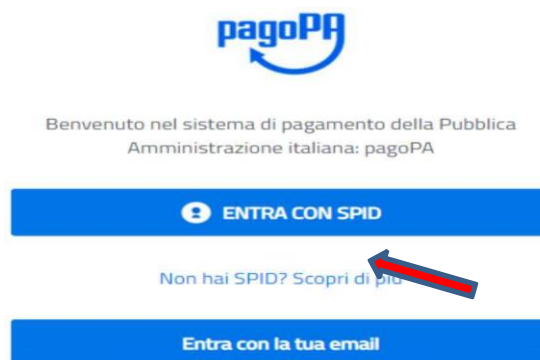 pagoPA
Benvenuto nel sistema di pagamento della Pubblica
Amministrazione italiana: pagoPA
ENTRA CON SPID
Non hai SPID? Scopri di più
Entra con la tua email